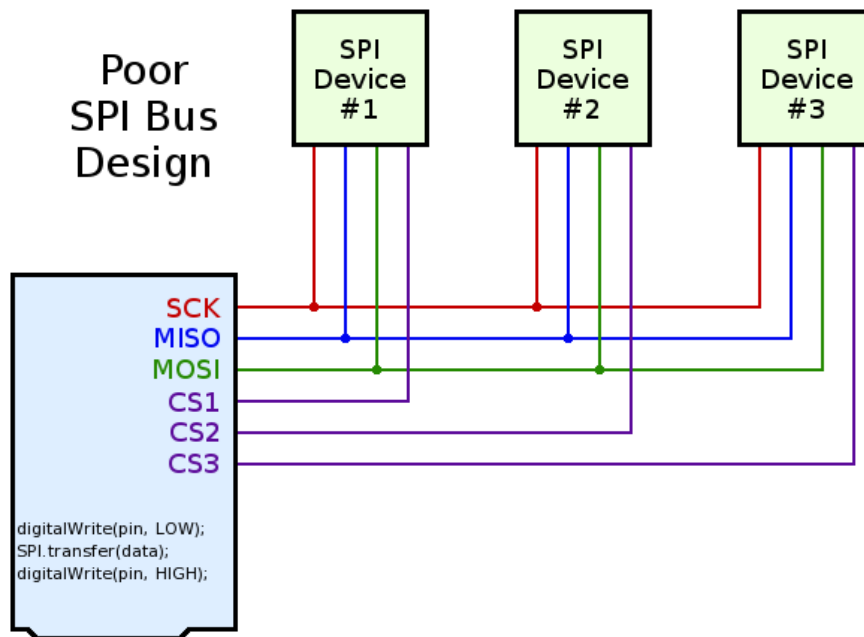 Poor
SPI Bus
Design
SPI
Device
#1
SPI
Device
#2
SPI
Device
#3
SCK
MISO
MOSI
CS1
CS2
CS3
digitalWrite(pin, LOW);
SPI.transfer(data);
digitalWrite(pin, HIGH);